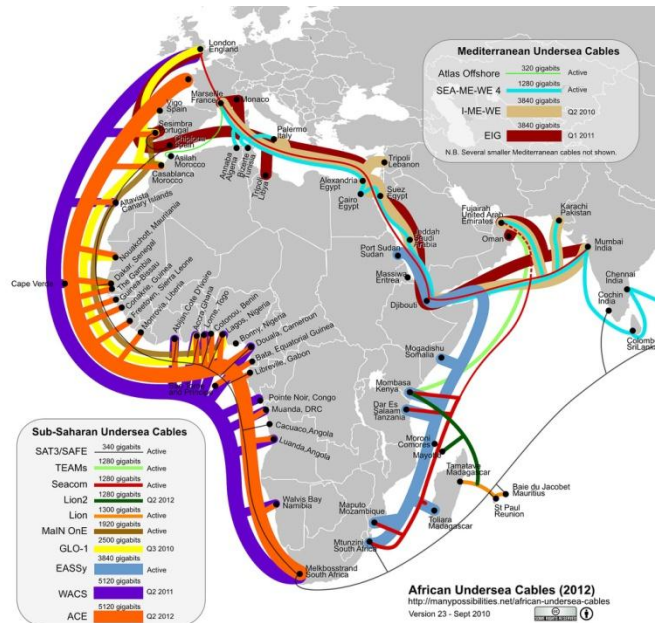 London
England
Vigo
Spain
Sesimbra
Portugal
Marseille
France
Monaco
Palermo
Italy
Asilah
Morocco
Casablanca
Morocco
Annaba
Algeria
Bizerte
Tunisia
Tripoli
Libya
Tripoli
Lebanon
Alexandria
Egypt
Cairo
Egypt
Suez
Egypt
Altavista
Canary Islands
Jeddah
Saudi
Arabia
Port Sudan
Sudan
Massiwa
Eritrea
Djibouti
Fujairah
United Arab
Emirates
Oman
Karachi
Pakistan
Mumbai
India
Chennai
India
Cochin
India
Colombo
SriLanka
Cape Verde
Nouakchott, Mauritania
Dakar, Senegal
The Gambia
Guinea-Bissau
Conakrie, Guinea
Freetown, Sierra Leone
Monrovia, Liberia
Abidjan,Cote D'Ivoire
Accra,Ghana
Lome, Togo
Cotonou, Benin
Lagos, Nigeria
Bonny, Nigeria
Douala, Cameroun
Bata, Equatorial Guinea
Libreville, Gabon
Pointe Noir, Congo
Muanda, DRC
Cacuaco,Angola
Luanda,Angola
Walvis Bay
Namibia
Melkbosstrand
South Africa
Mogadishu
Somalia
Mombasa
Kenya
Dar Es
Salaam
Tanzania
Moroni
Comores
Mayotte
Tamatave
Madagascar
Baie du Jacobet
Mauritius
St Paul
Reunion
Toliara
Madagascar
Maputo
Mozambique
Mtunzini
South Africa
Mediterranean Undersea Cables
Atlas Offshore 320 gigabits Active
SEA-ME-WE 4 1280 gigabits Active
I-ME-WE 3840 gigabits Q2 2010
EIG 3840 gigabits Q1 2011
N.B. Several smaller Mediterranean cables not shown.
Sub-Saharan Undersea Cables
SAT3/SAFE 340 gigabits Active
TEAMs 1280 gigabits Active
Seacom 1280 gigabits Active
Lion2 1280 gigabits Q2 2012
Lion 1300 gigabits Active
MaIN OnE 1920 gigabits Active
GLO-1 2500 gigabits Q3 2010
EASSy 3840 gigabits Active
WACS 5120 gigabits Q2 2011
ACE 5120 gigabits Q2 2012
African Undersea Cables (2012)
http://manypossibilities.net/african-undersea-cables
Version 23 - Sept 2010